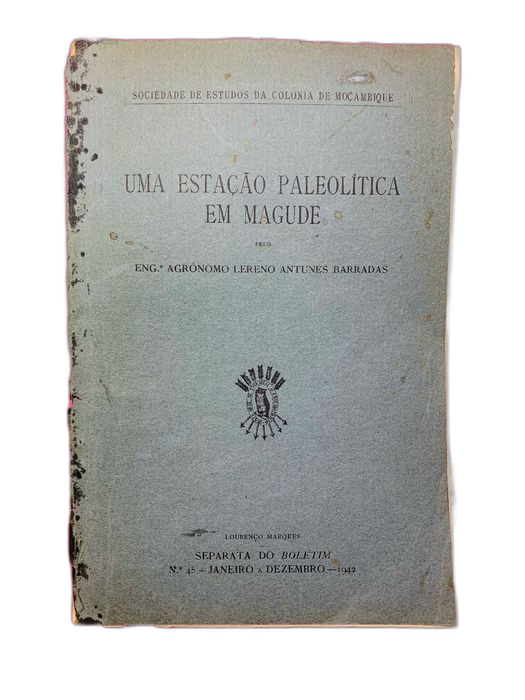 SOCIEDADE DE ESTUDOS DA COLONIA DE MOÇAMBIQUE
UMA ESTAÇÃO PALEOLÍTICA
EM MAGUDE
PELO
ENG.º AGRÓNOMO LERENO ANTUNES BARRADAS
LOURENÇO MARQUES
SEPARATA DO BOLETIM
N.º 45 — JANEIRO A DEZEMBRO — 1942